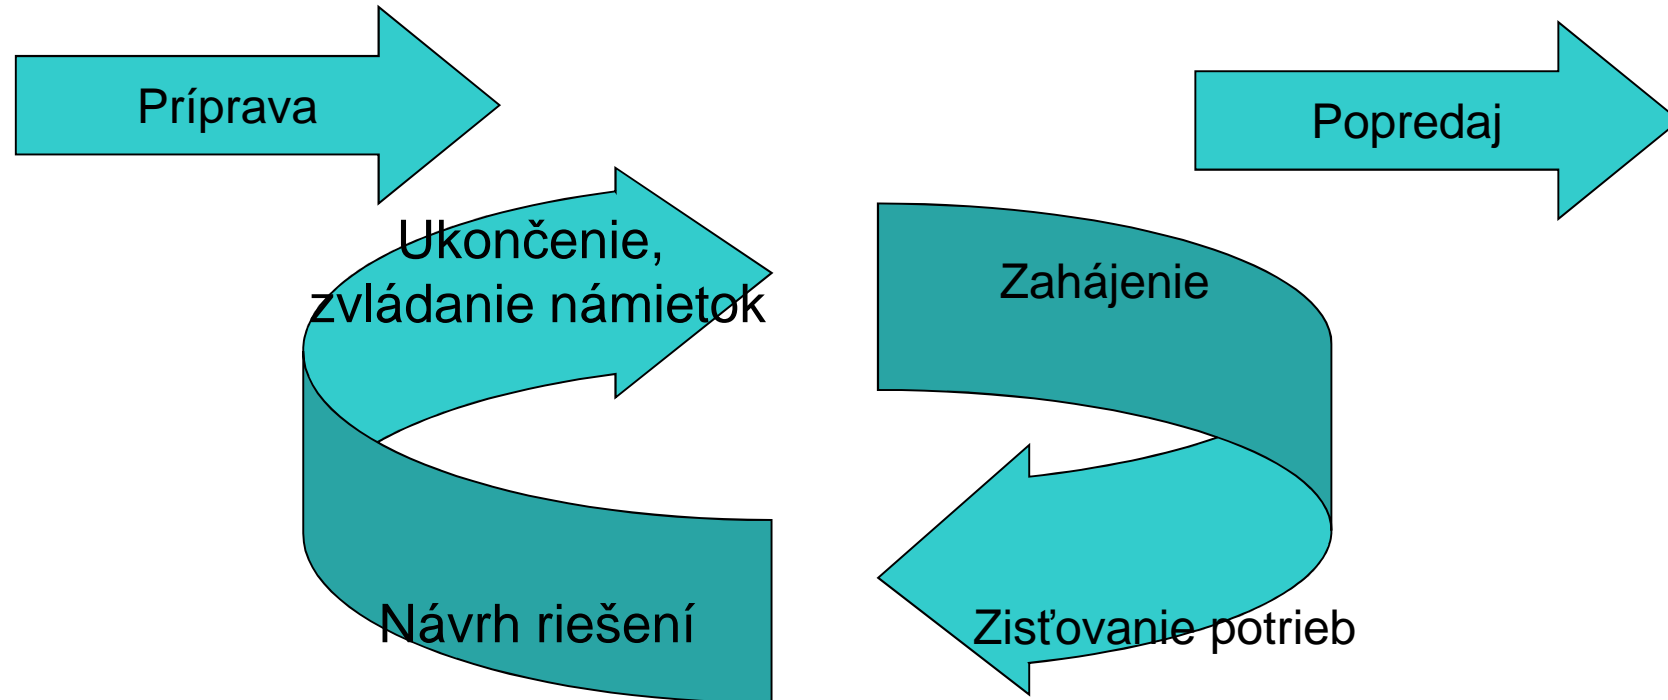 Príprava
Popredaj
Ukončenie,
zvládanie námietok
Zahájenie
Návrh riešení
Zisťovanie potrieb